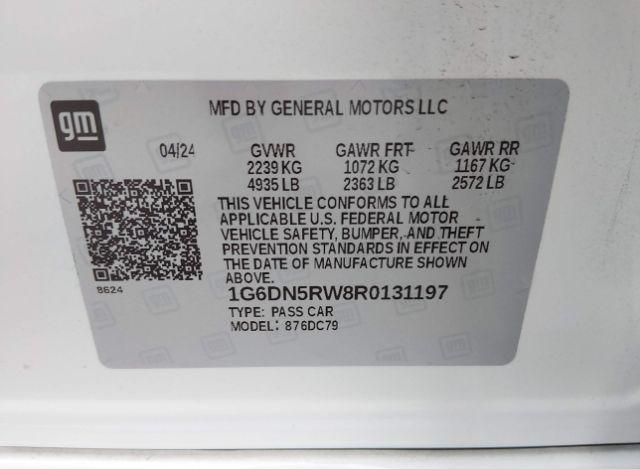 gm
MFD BY GENERAL MOTORS LLC
04/24 GVWR GAWR FRT GAWR RR
2239 KG 1072 KG 1167 KG
4935 LB 2363 LB 2572 LB
THIS VEHICLE CONFORMS TO ALL
APPLICABLE U.S. FEDERAL MOTOR
VEHICLE SAFETY, BUMPER, AND THEFT
PREVENTION STANDARDS IN EFFECT ON
THE DATE OF MANUFACTURE SHOWN
ABOVE.
8624
1G6DN5RW8R0131197
TYPE: PASS CAR
MODEL: 876DC79